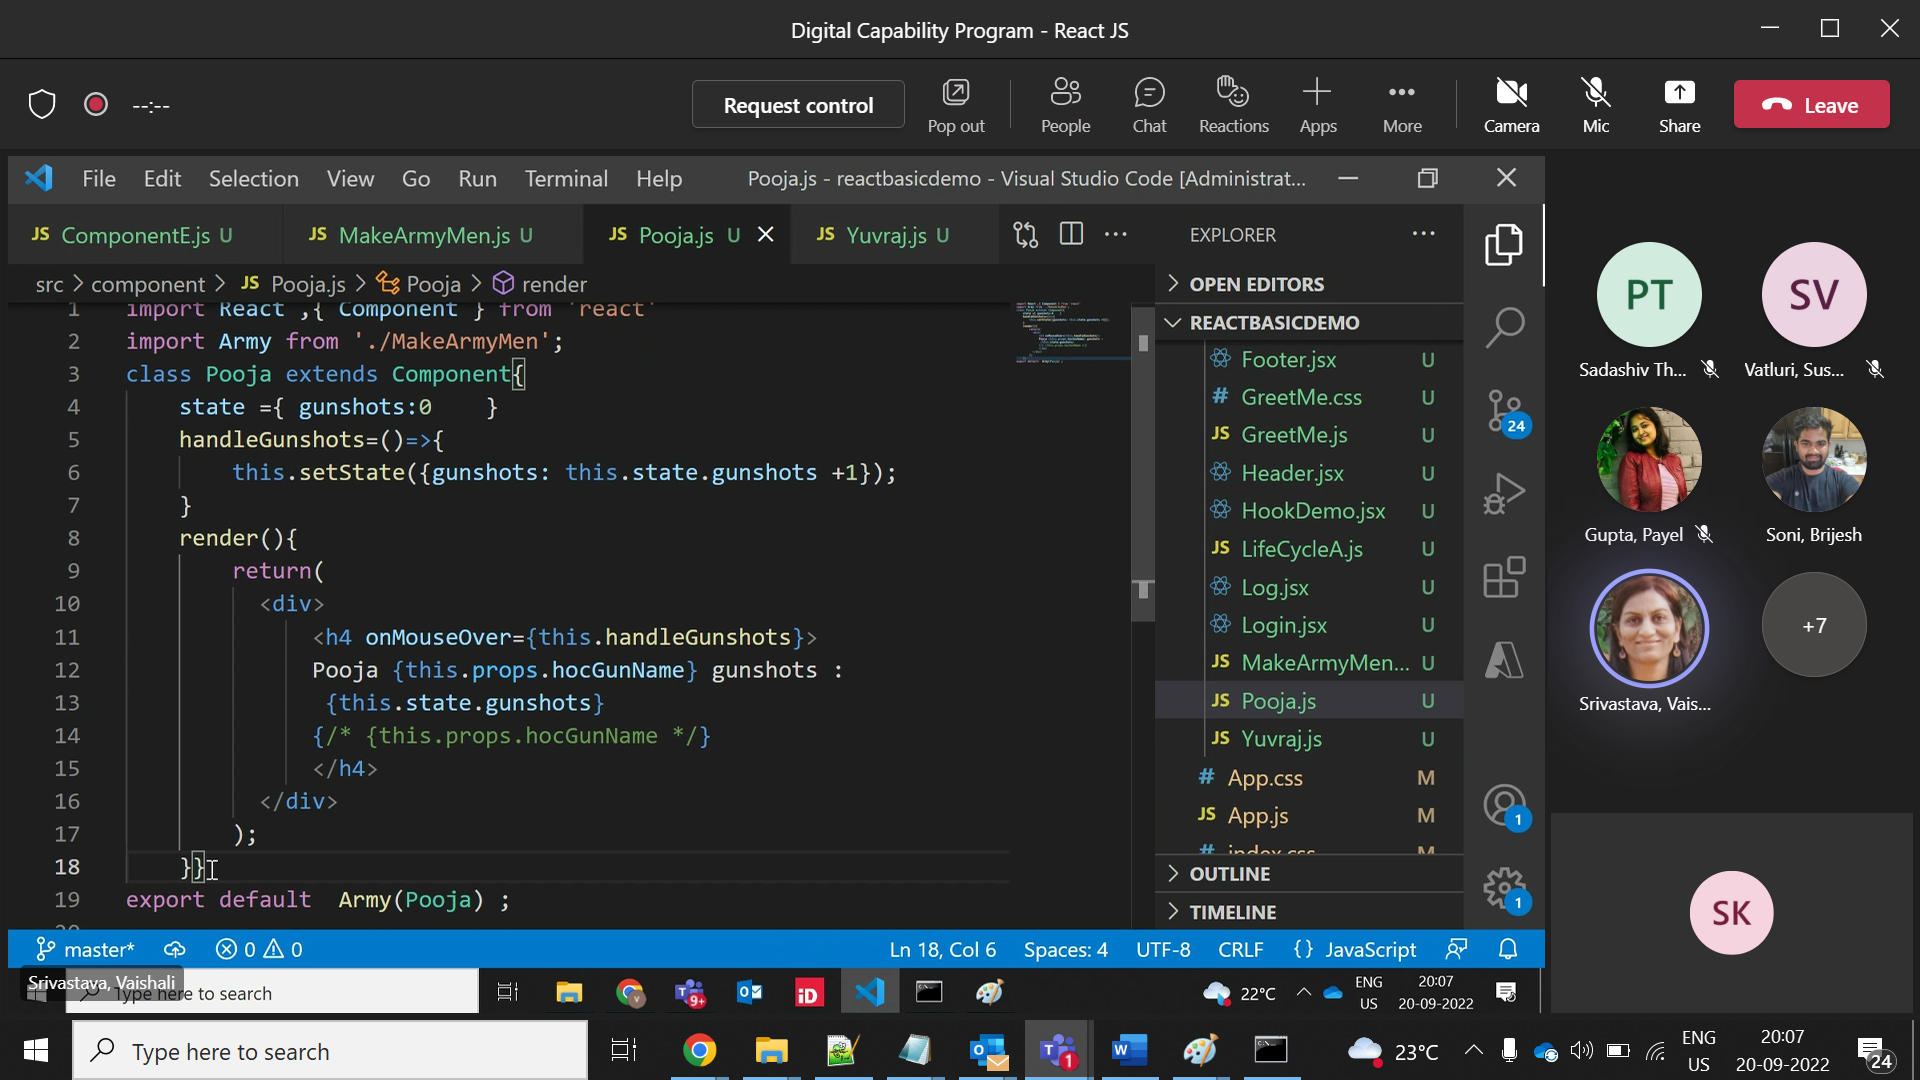 Digital Capability Program - React JS
--:--
Request control
Pop out
People
Chat
Reactions
Apps
More
Camera
Mic
Share
Leave
File Edit Selection View Go Run Terminal Help
Pooja.js - reactbasicdemo - Visual Studio Code [Administrat...
JS ComponentE.js U
JS MakeArmyMen.js U
JS Pooja.js U
JS Yuvraj.js U
src > component > JS Pooja.js > Pooja > render
1 import React ,{ Component } from 'react'
2 import Army from './MakeArmyMen';
3 class Pooja extends Component{
4 state ={ gunshots:0 }
5 handleGunshots=()=>{
6 this.setState({gunshots: this.state.gunshots +1});
7 }
8 render(){
9 return(
10 <div>
11 <h4 onMouseOver={this.handleGunshots}>
12 Pooja {this.props.hocGunName} gunshots :
13 {this.state.gunshots}
14 {/* {this.props.hocGunName */}
15 </h4>
16 </div>
17 );
18 }}
19 export default Army(Pooja) ;
20
EXPLORER
OPEN EDITORS
REACTBASICDEMO
Footer.jsx U
# GreetMe.css U
JS GreetMe.js U
Header.jsx U
HookDemo.jsx U
JS LifeCycleA.js U
Log.jsx U
Login.jsx U
JS MakeArmyMen... U
JS Pooja.js U
JS Yuvraj.js U
# App.css M
JS App.js M
# index.css M
OUTLINE
TIMELINE
24
1
1
PT
Sadashiv Th...
SV
Vatluri, Sus...
Gupta, Payel
Soni, Brijesh
Srivastava, Vais...
+7
SK
master* 0 0
Ln 18, Col 6 Spaces: 4 UTF-8 CRLF {} JavaScript
Srivastava, Vaishali
Type here to search
9+
iD
22°C
ENG
US
20:07
20-09-2022
Type here to search
1
23°C
ENG
US
20:07
20-09-2022
24